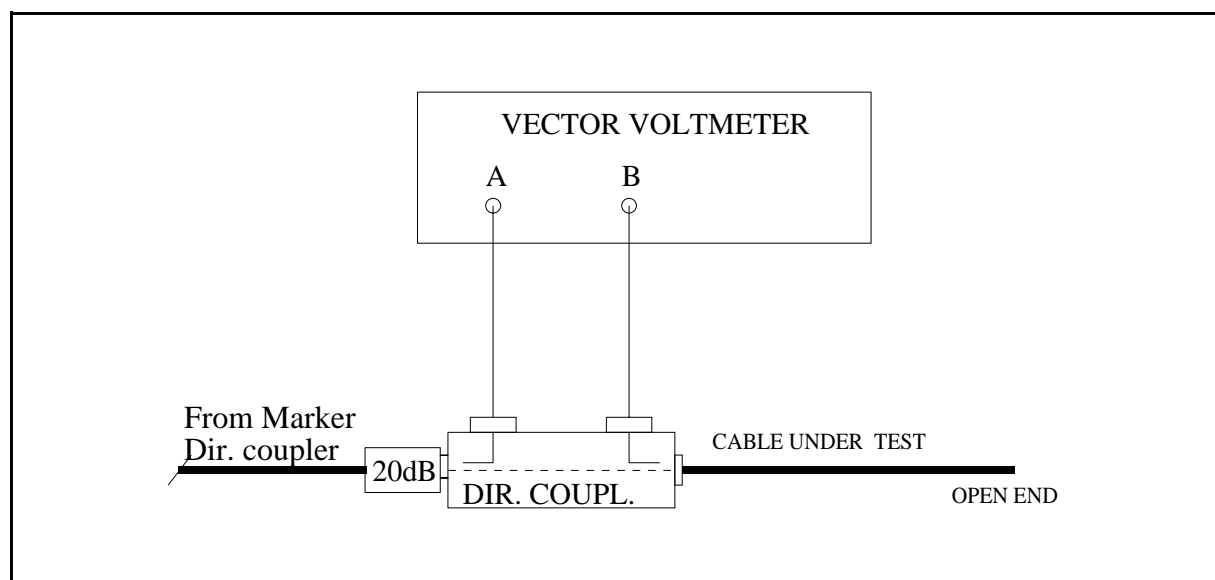 VECTOR VOLTMETER
A
B
From Marker
Dir. coupler
20dB
DIR. COUPL.
CABLE UNDER TEST
OPEN END